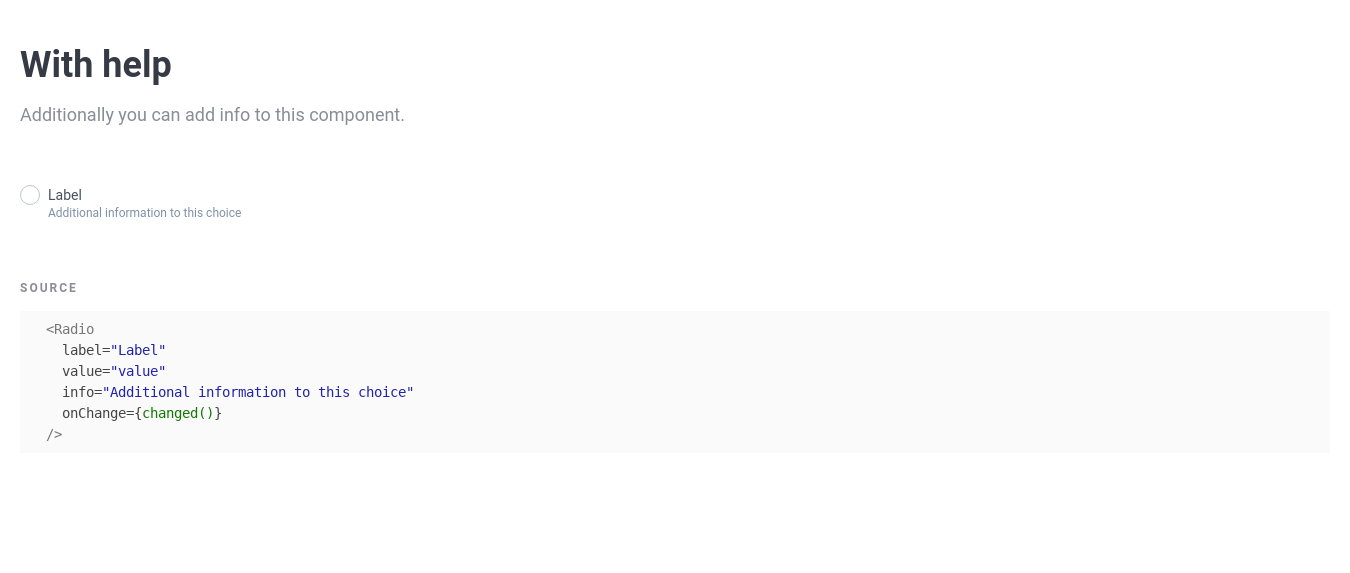 With help
Additionally you can add info to this component.
Label
Additional information to this choice
SOURCE
<Radio
  label="Label"
  value="value"
  info="Additional information to this choice"
  onChange={changed()}
/>